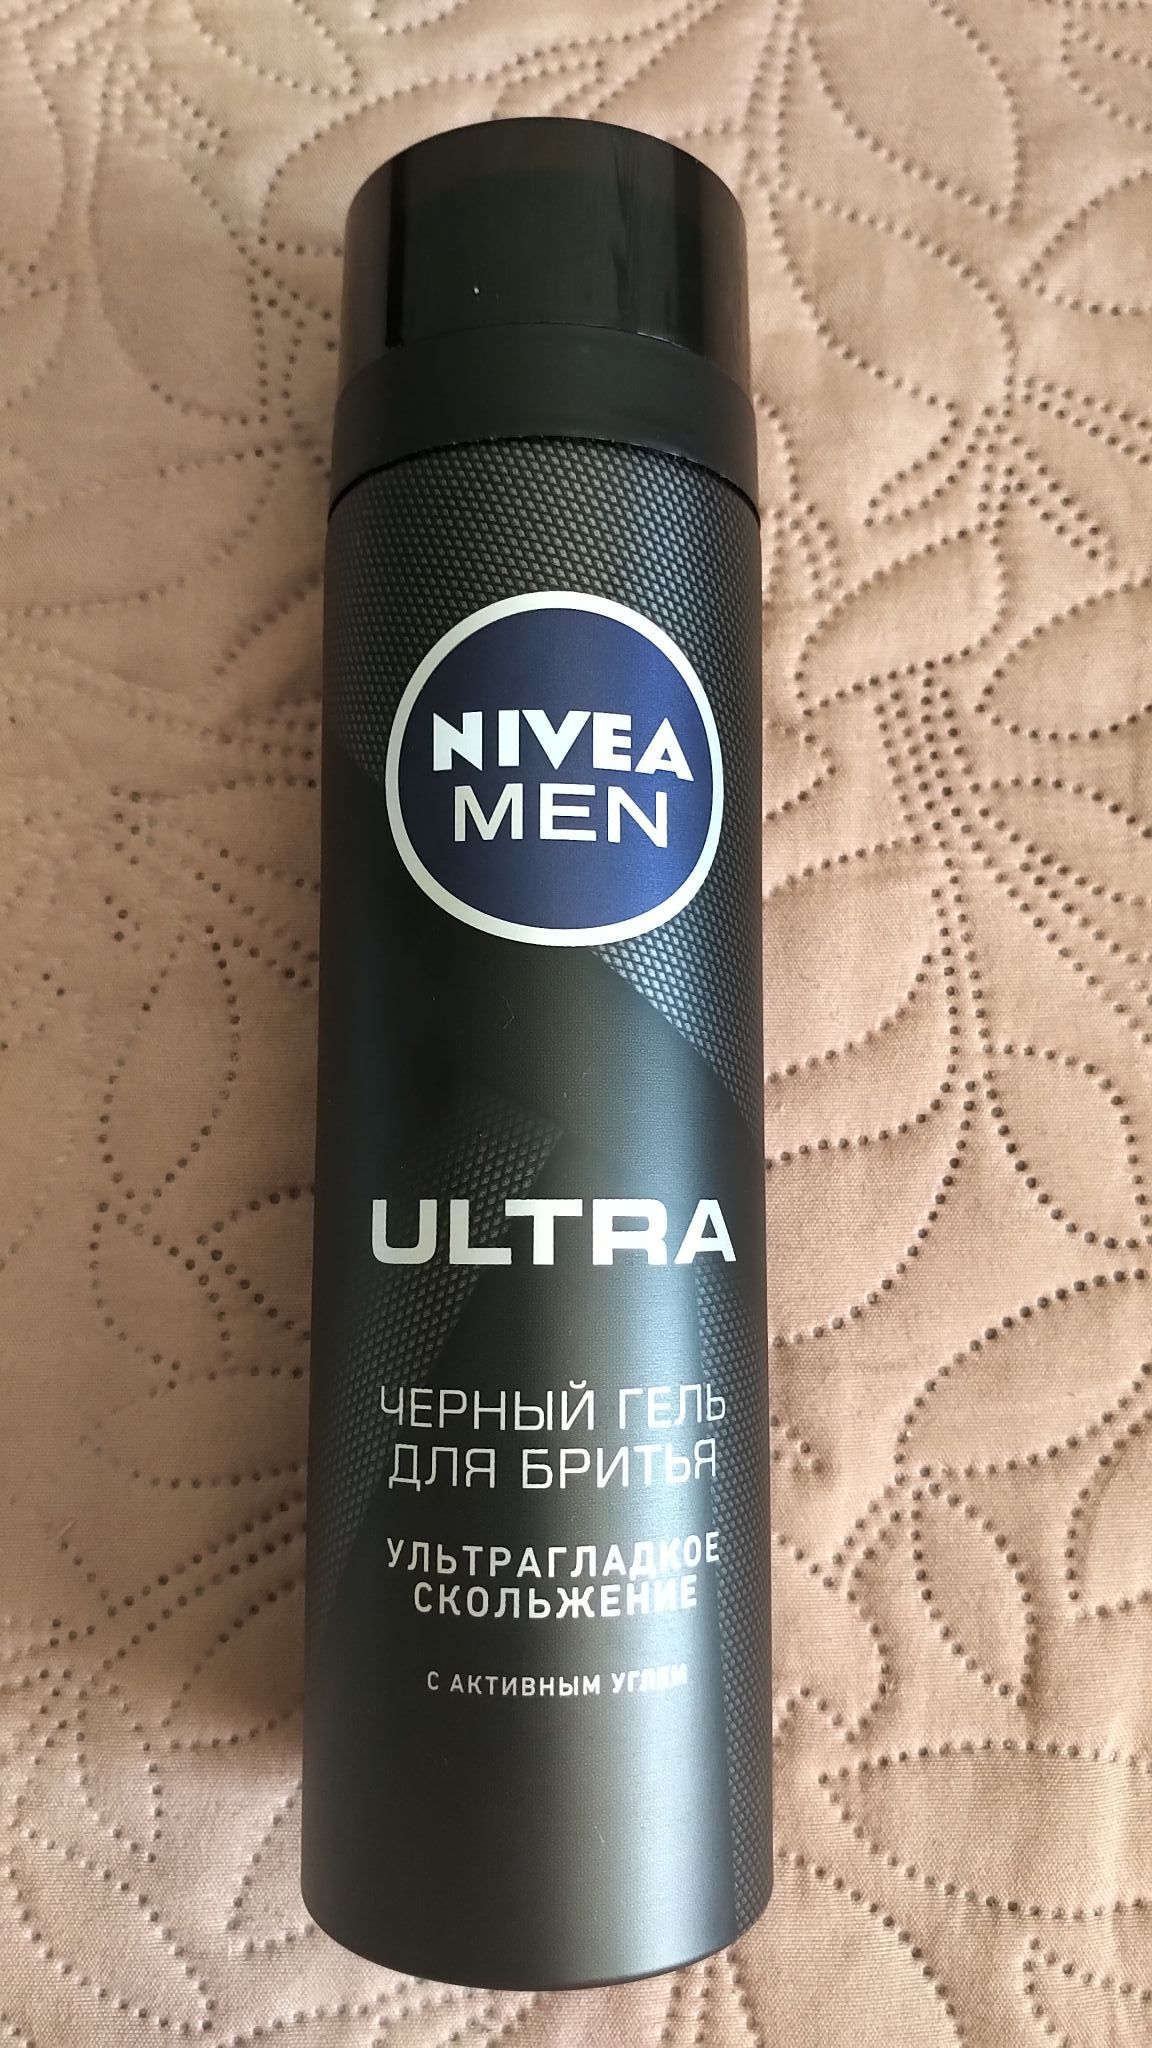 NIVEA
MEN
ULTRA
ЧЕРНЫЙ ГЕЛЬ
ДЛЯ БРИТЬЯ
УЛЬТРАГЛАДКОЕ
СКОЛЬЖЕНИЕ
С АКТИВНЫМ УГЛЕМ